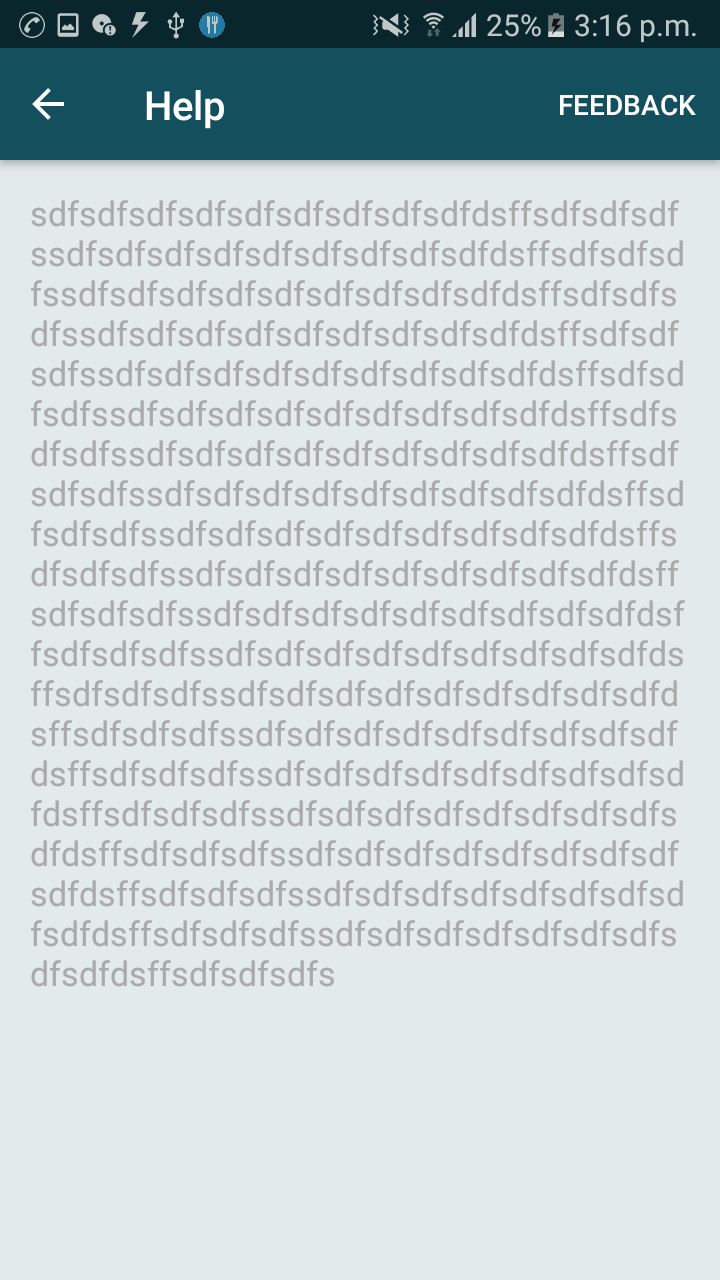 25% 3:16 p.m.
Help FEEDBACK
sdfsdfsdfsdfsdfsdfsdfsdfsdfdsffsdfsdfsdf
ssdfsdfsdfsdfsdfsdfsdfsdfsdfdsffsdfsdfsd
fssdfsdfsdfsdfsdfsdfsdfsdfsdfdsffsdfsdfs
dfssdfsdfsdfsdfsdfsdfsdfsdfsdfdsffsdfsdf
sdfssdfsdfsdfsdfsdfsdfsdfsdfsdfdsffsdfsd
fsdfssdfsdfsdfsdfsdfsdfsdfsdfsdfdsffsdfs
dfsdfssdfsdfsdfsdfsdfsdfsdfsdfsdfdsffsdf
sdfsdfssdfsdfsdfsdfsdfsdfsdfsdfsdfdsffsd
fsdfsdfssdfsdfsdfsdfsdfsdfsdfsdfsdfdsffs
dfsdfsdfssdfsdfsdfsdfsdfsdfsdfsdfsdfdsff
sdfsdfsdfssdfsdfsdfsdfsdfsdfsdfsdfsdfdsf
fsdfsdfsdfssdfsdfsdfsdfsdfsdfsdfsdfsdfds
ffsdfsdfsdfssdfsdfsdfsdfsdfsdfsdfsdfsdfd
sffsdfsdfsdfssdfsdfsdfsdfsdfsdfsdfsdfsdf
dsffsdfsdfsdfssdfsdfsdfsdfsdfsdfsdfsdfsd
fdsffsdfsdfsdfssdfsdfsdfsdfsdfsdfsdfsdfs
dfdsffsdfsdfsdfssdfsdfsdfsdfsdfsdfsdfsdf
sdfdsffsdfsdfsdfssdfsdfsdfsdfsdfsdfsdfsd
fsdfdsffsdfsdfsdfssdfsdfsdfsdfsdfsdfsdfs
dfsdfdsffsdfsdfsdfs